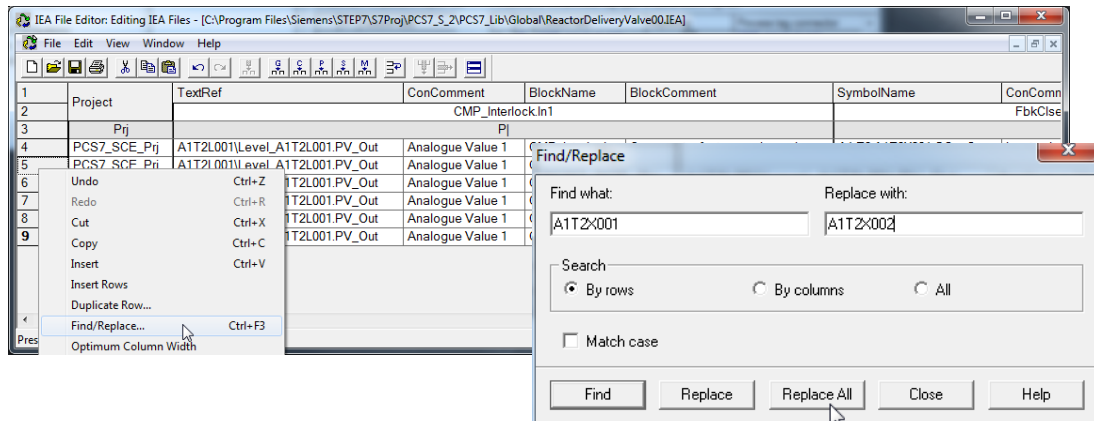 IEA File Editor: Editing IEA Files - [C:\Program Files\Siemens\STEP7\S7Proj\PCS7_S_2\PCS7_Lib\Global\ReactorDeliveryValve00.IEA]
File Edit View Window Help
1 Project TextRef ConComment BlockName BlockComment SymbolName ConComm
2 CMP_Interlock.In1 FbkClse
3 Prj P|
4 PCS7_SCE_Prj A1T2L001\Level_A1T2L001.PV_Out Analogue Value 1
5 PCS7_SCE_Prj A1T2L001\Level_A1T2L001.PV_Out Analogue Value 1
6 1T2L001.PV_Out Analogue Value 1
7 1T2L001.PV_Out Analogue Value 1
8 1T2L001.PV_Out Analogue Value 1
9 1T2L001.PV_Out Analogue Value 1
Undo Ctrl+Z
Redo Ctrl+R
Cut Ctrl+X
Copy Ctrl+C
Insert Ctrl+V
Insert Rows
Duplicate Row...
Find/Replace... Ctrl+F3
Optimum Column Width
Pres
Find/Replace
Find what: Replace with:
A1T2X001 A1T2X002
Search
By rows By columns All
Match case
Find Replace Replace All Close Help